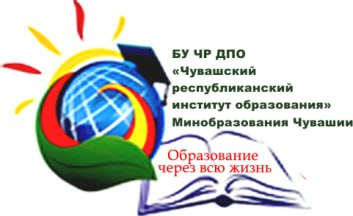 БУ ЧР ДПО
«Чувашский
республиканский
институт образования»
Минобразования Чувашии
Образование
через всю жизнь